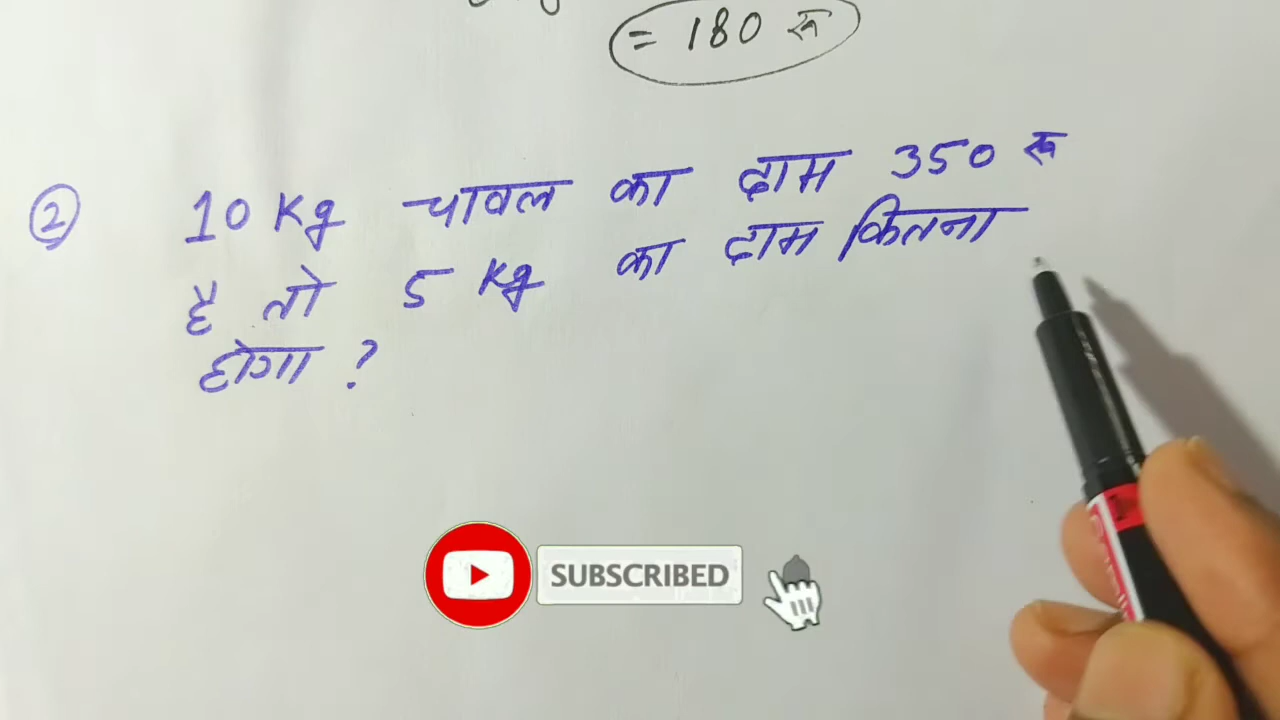 = 180 रू
② 10 Kg चावल का दाम 350 रू
है तो 5 Kg का दाम कितना
होगा ?
SUBSCRIBED